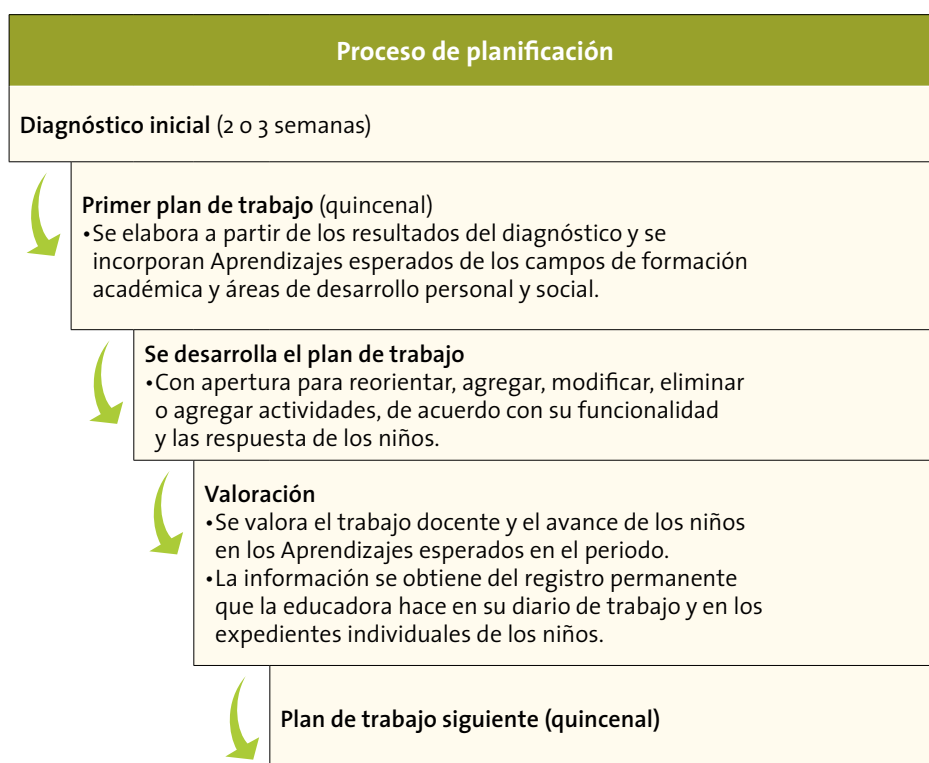 Proceso de planificación
Diagnóstico inicial (2 o 3 semanas)
Primer plan de trabajo (quincenal)
•Se elabora a partir de los resultados del diagnóstico y se
incorporan Aprendizajes esperados de los campos de formación
académica y áreas de desarrollo personal y social.
Se desarrolla el plan de trabajo
•Con apertura para reorientar, agregar, modificar, eliminar
o agregar actividades, de acuerdo con su funcionalidad
y las respuesta de los niños.
Valoración
•Se valora el trabajo docente y el avance de los niños
en los Aprendizajes esperados en el periodo.
•La información se obtiene del registro permanente
que la educadora hace en su diario de trabajo y en los
expedientes individuales de los niños.
Plan de trabajo siguiente (quincenal)